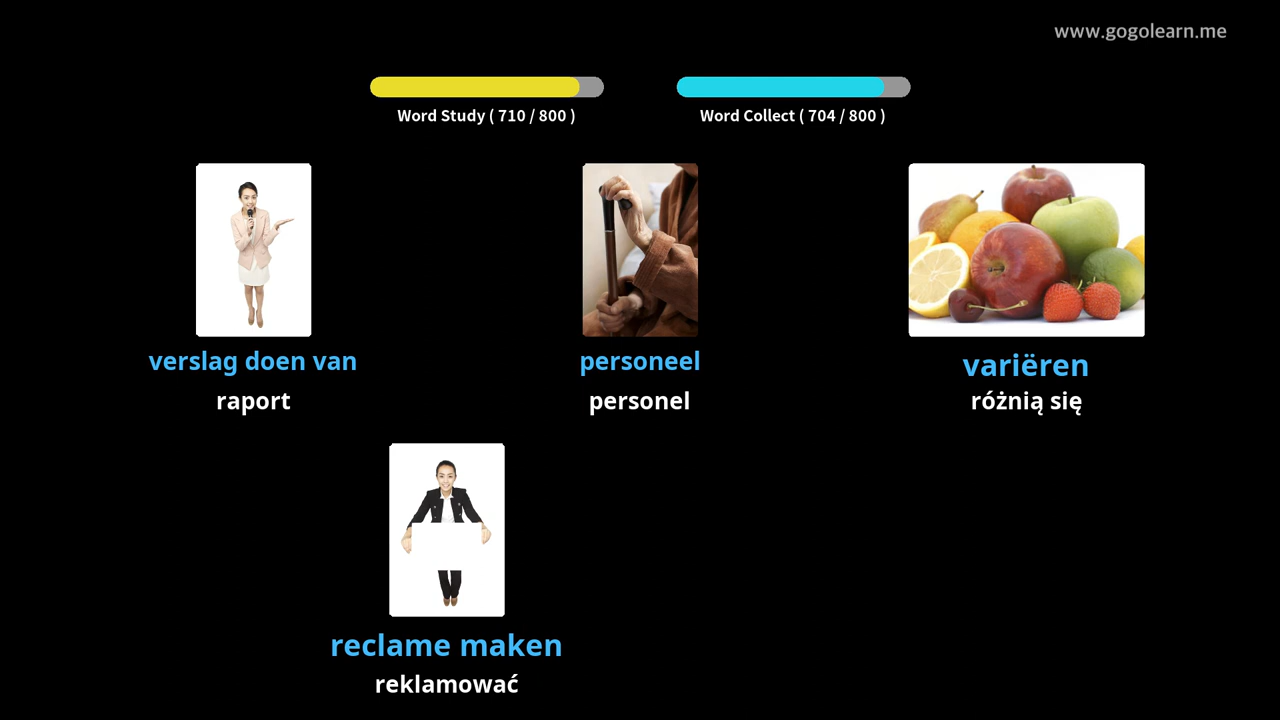 www.gogolearn.me
Word Study ( 710 / 800 )
Word Collect ( 704 / 800 )
verslag doen van
raport
personeel
personel
variëren
różnią się
reclame maken
reklamować